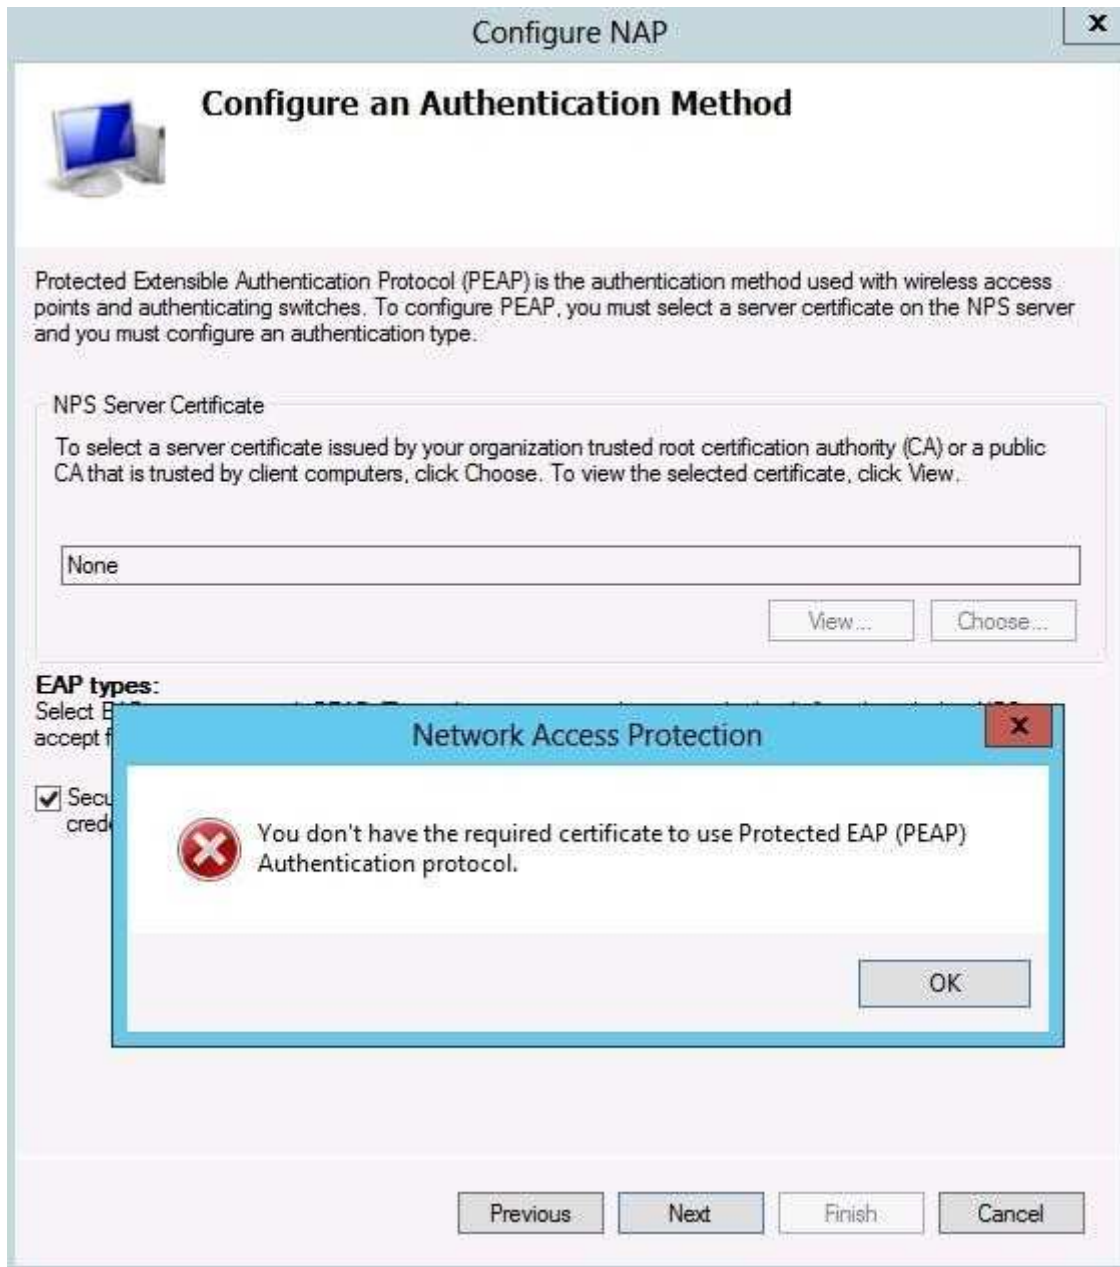 Configure NAP
x
Configure an Authentication Method
Protected Extensible Authentication Protocol (PEAP) is the authentication method used with wireless access
points and authenticating switches. To configure PEAP, you must select a server certificate on the NPS server
and you must configure an authentication type.
NPS Server Certificate
To select a server certificate issued by your organization trusted root certification authority (CA) or a public
CA that is trusted by client computers, click Choose. To view the selected certificate, click View.
None
View... Choose...
EAP types:
Select
accept
Network Access Protection
x
You don't have the required certificate to use Protected EAP (PEAP)
Authentication protocol.
OK
Previous Next Finish Cancel